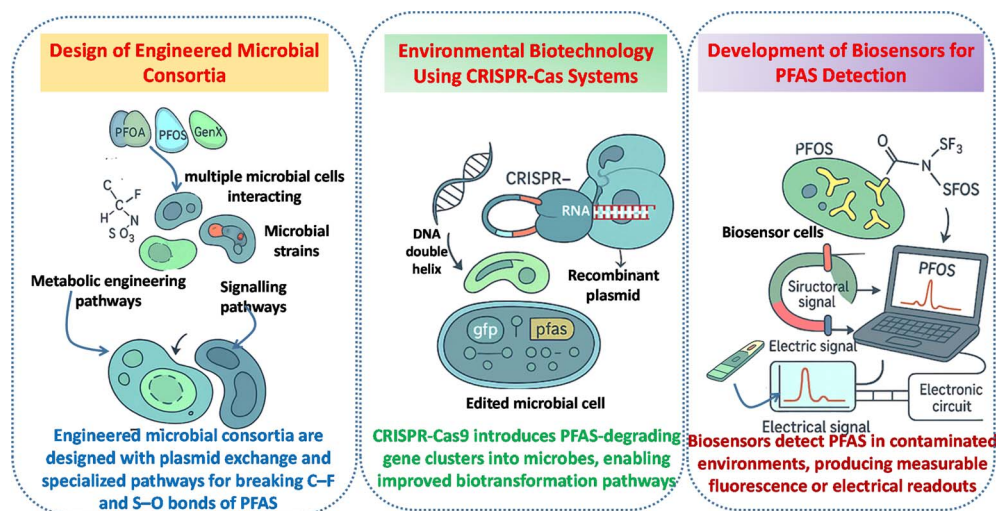 Design of Engineered Microbial
Consortia
PFOA
PFOS
GenX
multiple microbial cells
interacting
C
F
C
H
N
S O3
Microbial
strains
Metabolic engineering
pathways
Signalling
pathways
Engineered microbial consortia are
designed with plasmid exchange and
specialized pathways for breaking C–F
and S–O bonds of PFAS
Environmental Biotechnology
Using CRISPR-Cas Systems
CRISPR–
RNA
DNA
double
helix
Recombinant
plasmid
gfp
pfas
Edited microbial cell
CRISPR-Cas9 introduces PFAS-degrading
gene clusters into microbes, enabling
improved biotransformation pathways
Development of Biosensors for
PFAS Detection
PFOS
O
SF3
N
SFOS
Biosensor cells
PFOS
Siructoral
signal
Electric signal
Electronic
circuit
Electrical signal
Biosensors detect PFAS in contaminated
environments, producing measurable
fluorescence or electrical readouts